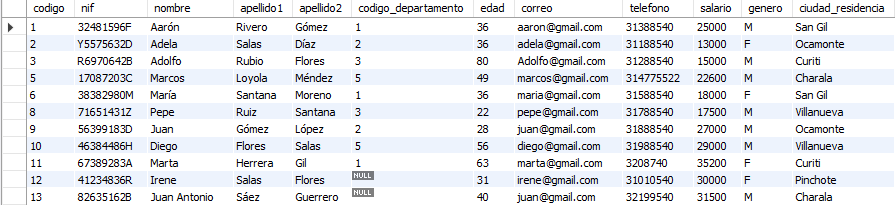 codigo nif nombre apellido1 apellido2 codigo_departamento edad correo telefono salario genero ciudad_residencia
1 32481596F Aarón Rivero Gómez 1 36 aaron@gmail.com 31388540 25000 M San Gil
2 Y5575632D Adela Salas Díaz 2 36 adela@gmail.com 31188540 13000 F Ocamonte
3 R6970642B Adolfo Rubio Flores 3 80 Adolfo@gmail.com 31288540 15000 M Curiti
5 17087203C Marcos Loyola Méndez 5 49 marcos@gmail.com 314775522 22600 M Charala
6 38382980M María Santana Moreno 1 36 maria@gmail.com 31588540 18000 F San Gil
8 71651431Z Pepe Ruiz Santana 3 22 pepe@gmail.com 31788540 17500 M Villanueva
9 56399183D Juan Gómez López 2 28 juan@gmail.com 31888540 27000 M Ocamonte
10 46384486H Diego Flores Salas 5 56 diego@gmail.com 31988540 29000 M Villanueva
11 67389283A Marta Herrera Gil 1 63 marta@gmail.com 3208740 35200 F Curiti
12 41234836R Irene Salas Flores NULL 31 irene@gmail.com 31010540 30000 F Pinchote
13 82635162B Juan Antonio Sáez Guerrero NULL 40 juan@gmail.com 32199540 31500 M Charala